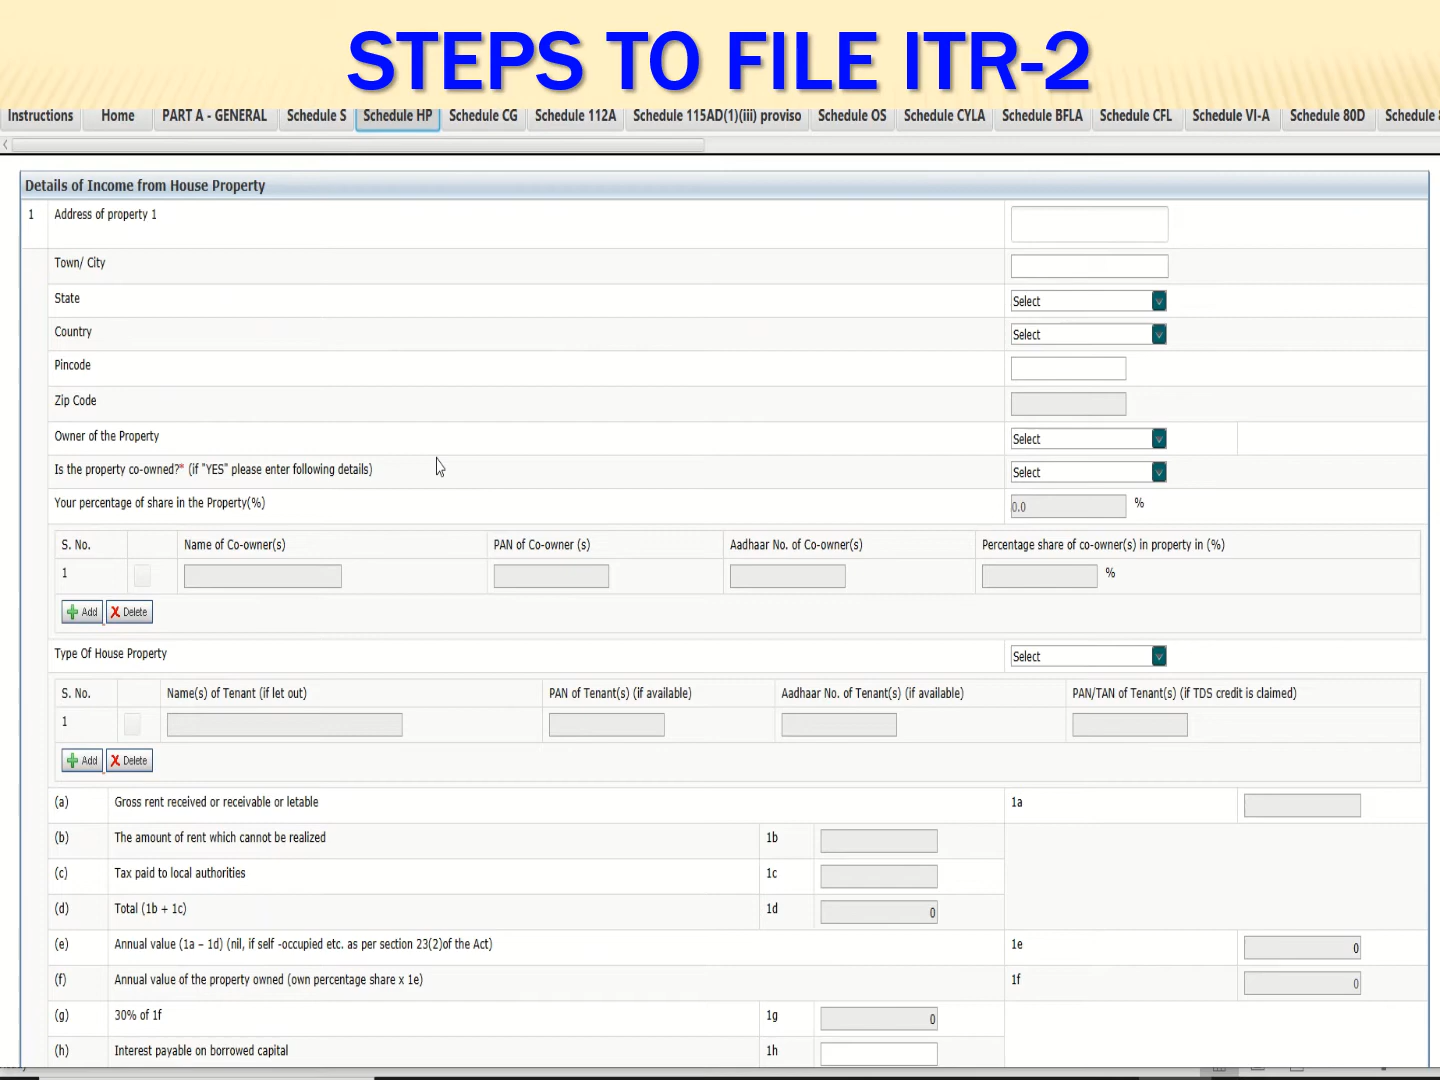 STEPS TO FILE ITR-2
Instructions Home PART A - GENERAL Schedule S Schedule HP Schedule CG Schedule 112A Schedule 115AD(1)(iii) proviso Schedule OS Schedule CYLA Schedule BFLA Schedule CFL Schedule VI-A Schedule 80D Schedule
Details of Income from House Property
1 Address of property 1
Town/ City
State Select
Country Select
Pincode
Zip Code
Owner of the Property Select
Is the property co-owned?* (if "YES" please enter following details) Select
Your percentage of share in the Property(%) 0.0 %
S. No. Name of Co-owner(s) PAN of Co-owner (s) Aadhaar No. of Co-owner(s) Percentage share of co-owner(s) in property in (%)
1 %
Add Delete
Type Of House Property Select
S. No. Name(s) of Tenant (if let out) PAN of Tenant(s) (if available) Aadhaar No. of Tenant(s) (if available) PAN/TAN of Tenant(s) (if TDS credit is claimed)
1
Add Delete
(a) Gross rent received or receivable or letable 1a
(b) The amount of rent which cannot be realized 1b
(c) Tax paid to local authorities 1c
(d) Total (1b + 1c) 1d 0
(e) Annual value (1a – 1d) (nil, if self -occupied etc. as per section 23(2)of the Act) 1e 0
(f) Annual value of the property owned (own percentage share x 1e) 1f 0
(g) 30% of 1f 1g 0
(h) Interest payable on borrowed capital 1h